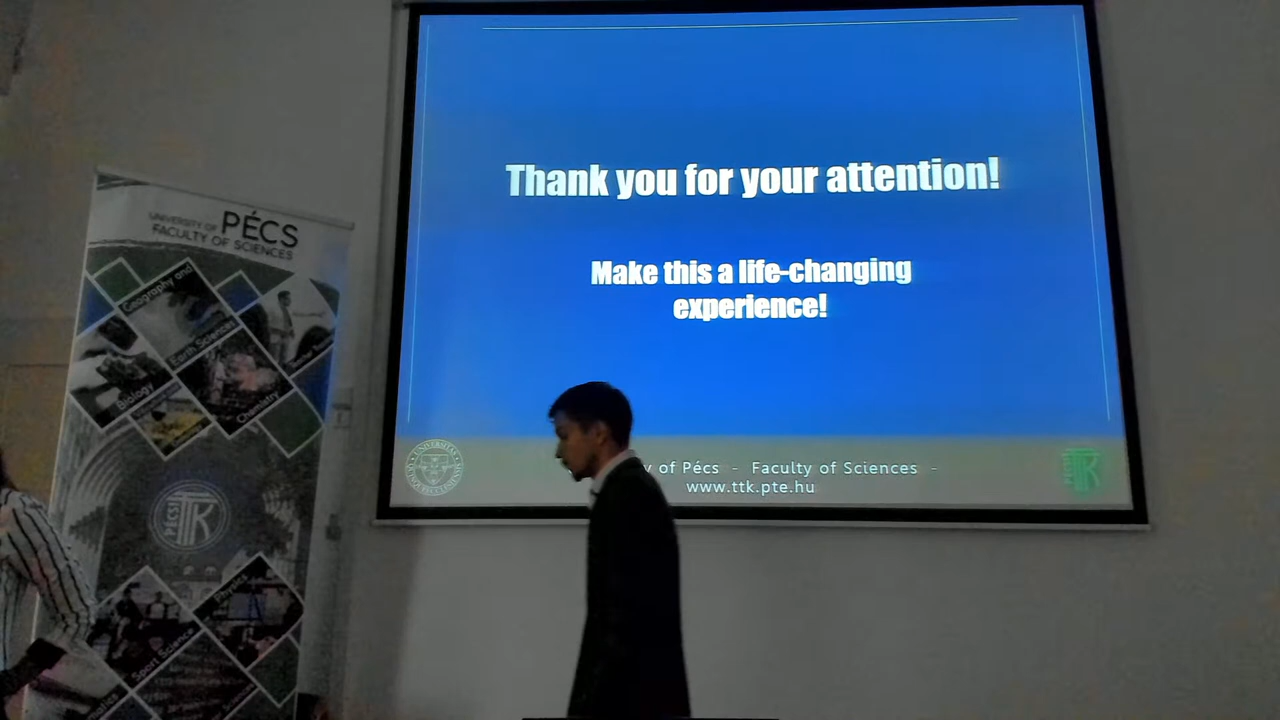 UNIVERSITY OF PÉCS
FACULTY OF SCIENCES
Geography and
Earth Sciences
Biology
Chemistry
PÉCSI TTK
Physics
Sport Science
Thank you for your attention!
Make this a life-changing
experience!
of Pécs - Faculty of Sciences -
www.ttk.pte.hu